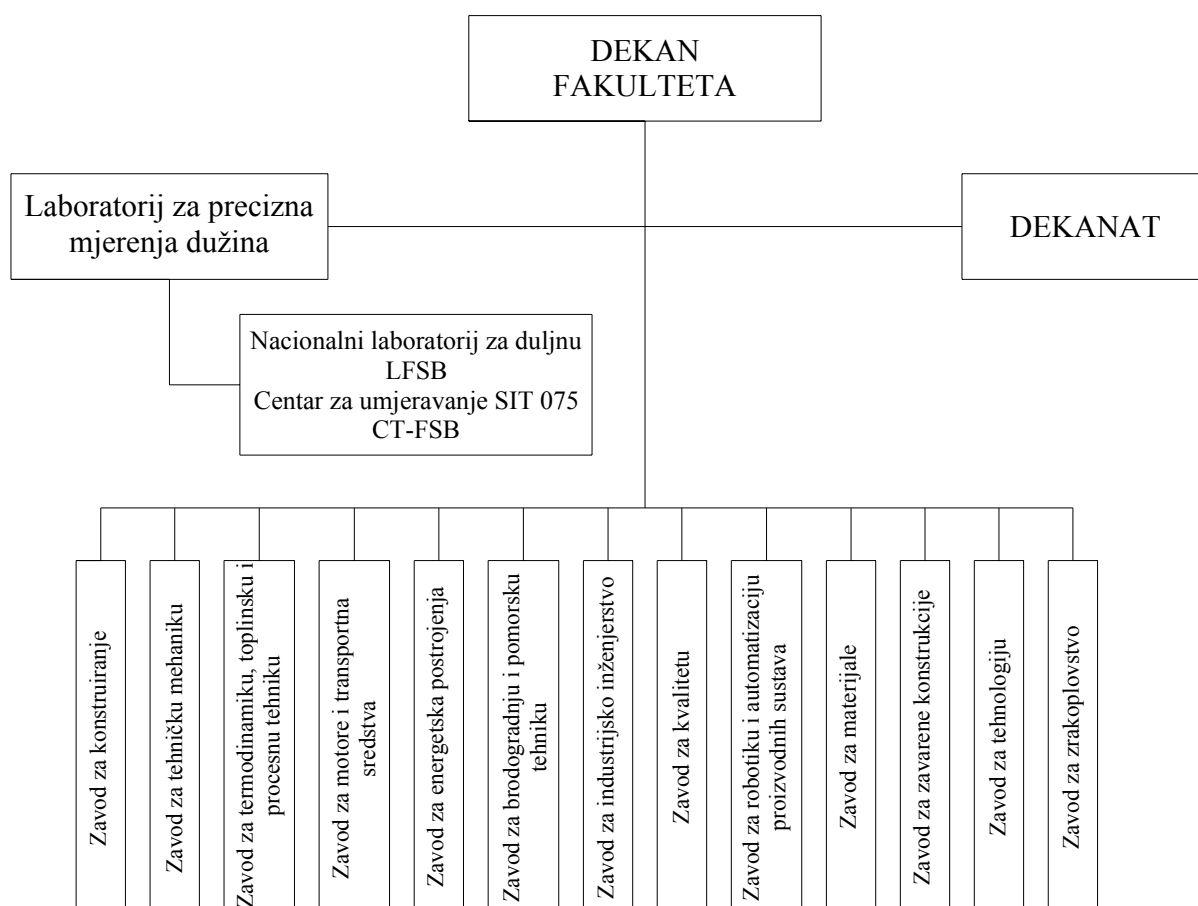 DEKAN
FAKULTETA
Laboratorij za precizna
mjerenja dužina
DEKANAT
Nacionalni laboratorij za duljnu
LFSB
Centar za umjeravanje SIT 075
CT-FSB
Zavod za konstruiranje
Zavod za tehničku mehaniku
Zavod za termodinamiku, toplinsku i
procesnu tehniku
Zavod za motore i transportna
sredstva
Zavod za energetska postrojenja
Zavod za brodogradnju i pomorsku
tehniku
Zavod za industrijsko inženjerstvo
Zavod za kvalitetu
Zavod za robotiku i automatizaciju
proizvodnih sustava
Zavod za materijale
Zavod za zavarene konstrukcije
Zavod za tehnologiju
Zavod za zrakoplovstvo